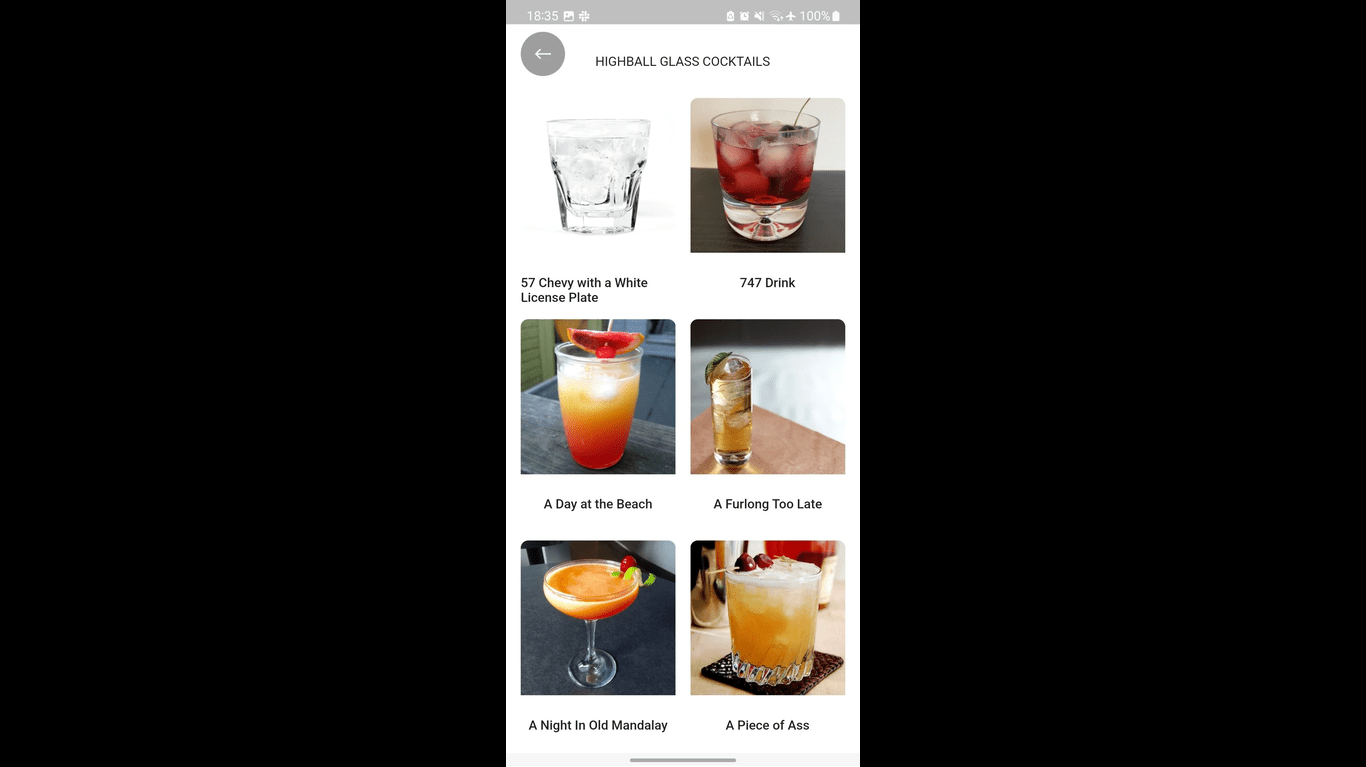 18:35 100%
HIGHBALL GLASS COCKTAILS
57 Chevy with a White
License Plate
747 Drink
A Day at the Beach
A Furlong Too Late
A Night In Old Mandalay
A Piece of Ass